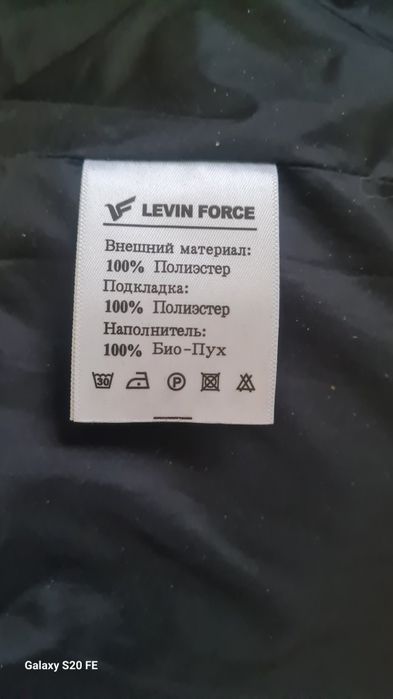 LEVIN FORCE
Внешний материал:
100% Полиэстер
Подкладка:
100% Полиэстер
Наполнитель:
100% Био-Пух
30 P
Galaxy S20 FE